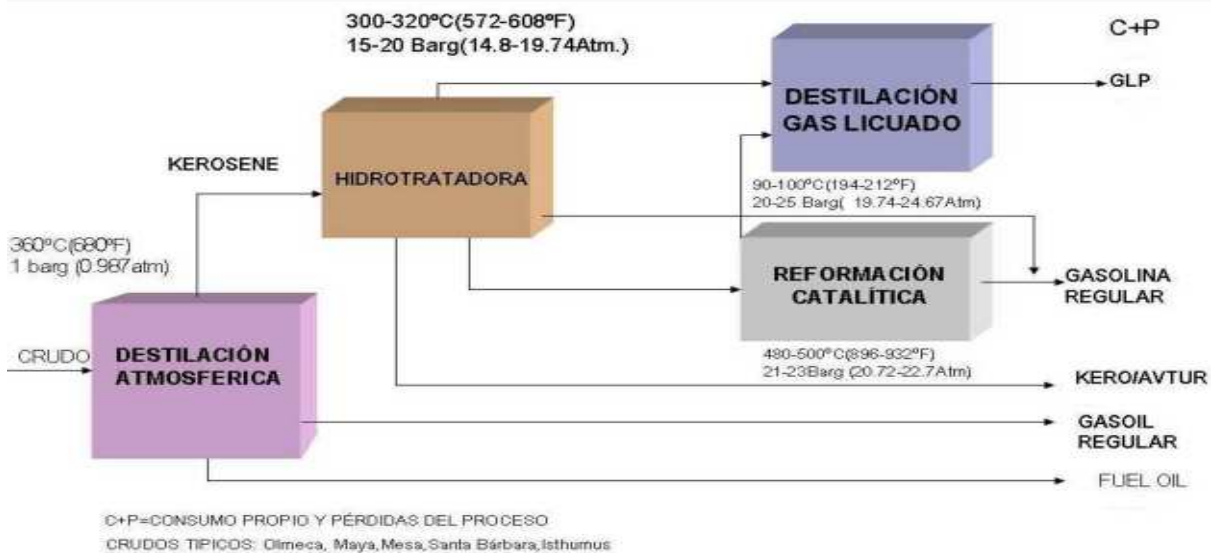 300-320ºC(572-608ºF)
15-20 Barg(14.8-19.74Atm.)
C+P
DESTILACIÓN
GAS LICUADO
GLP
KEROSENE
HIDROTRATADORA
90-100ºC(194-212ºF)
20-25 Barg( 19.74-24.67Atm)
360ºC(680ºF)
1 barg (0.987atm)
REFORMACIÓN
CATALÍTICA
GASOLINA
REGULAR
CRUDO
DESTILACIÓN
ATMOSFERICA
480-500ºC(896-932ºF)
21-23Barg (20.72-22.7Atm)
KERO/AVTUR
GASOIL
REGULAR
FUEL OIL
C+P=CONSUMO PROPIO Y PÉRDIDAS DEL PROCESO
CRUDOS TIPICOS: Olmeca, Maya,Mesa,Santa Bárbara,Isthumus